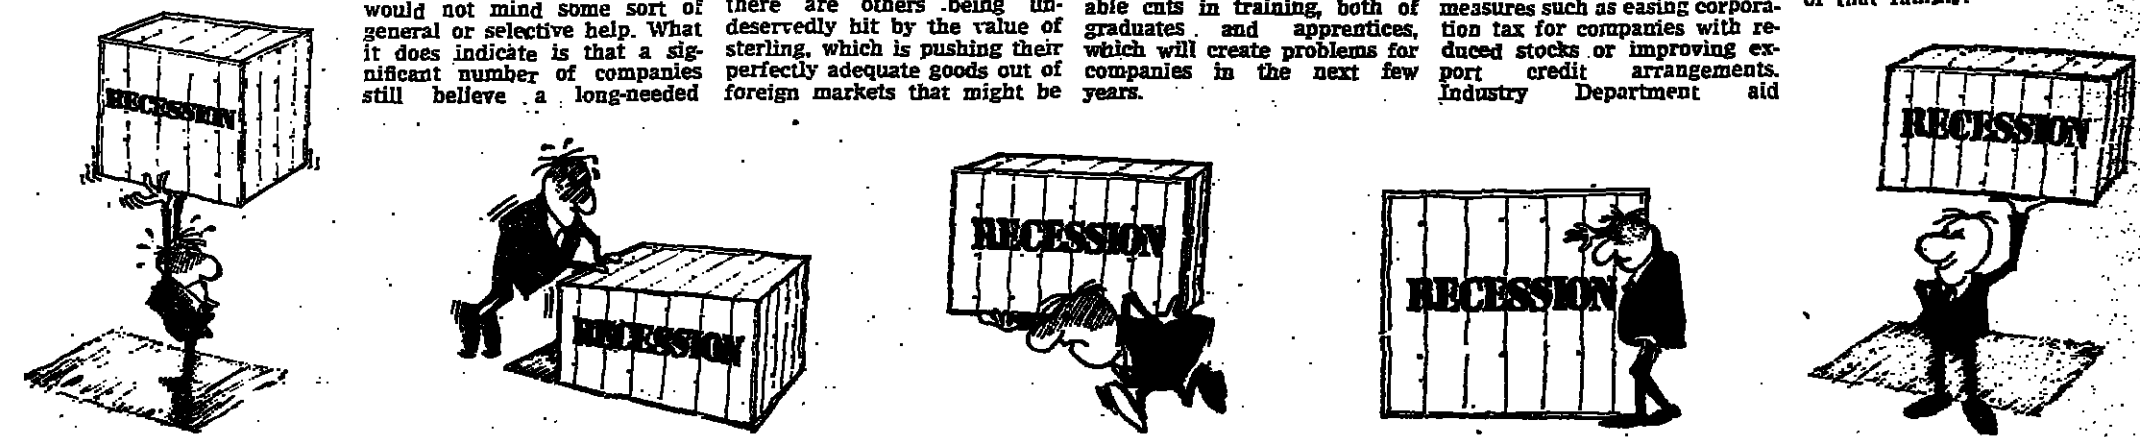 would not mind some sort of
general or selective help. What
it does indicate is that a sig-
nificant number of companies
still believe a long-needed
there are others being un-
deservedly hit by the value of
sterling, which is pushing their
perfectly adequate goods out of
foreign markets that might be
able cuts in training, both of
graduates and apprentices,
which will create problems for
companies in the next few
years.
measures such as easing corpora-
tion tax for companies with re-
duced stocks or improving ex-
port credit arrangements.
Industry Department aid
RECESSION
RECESSION
RECESSION
RECESSION
RECESSION